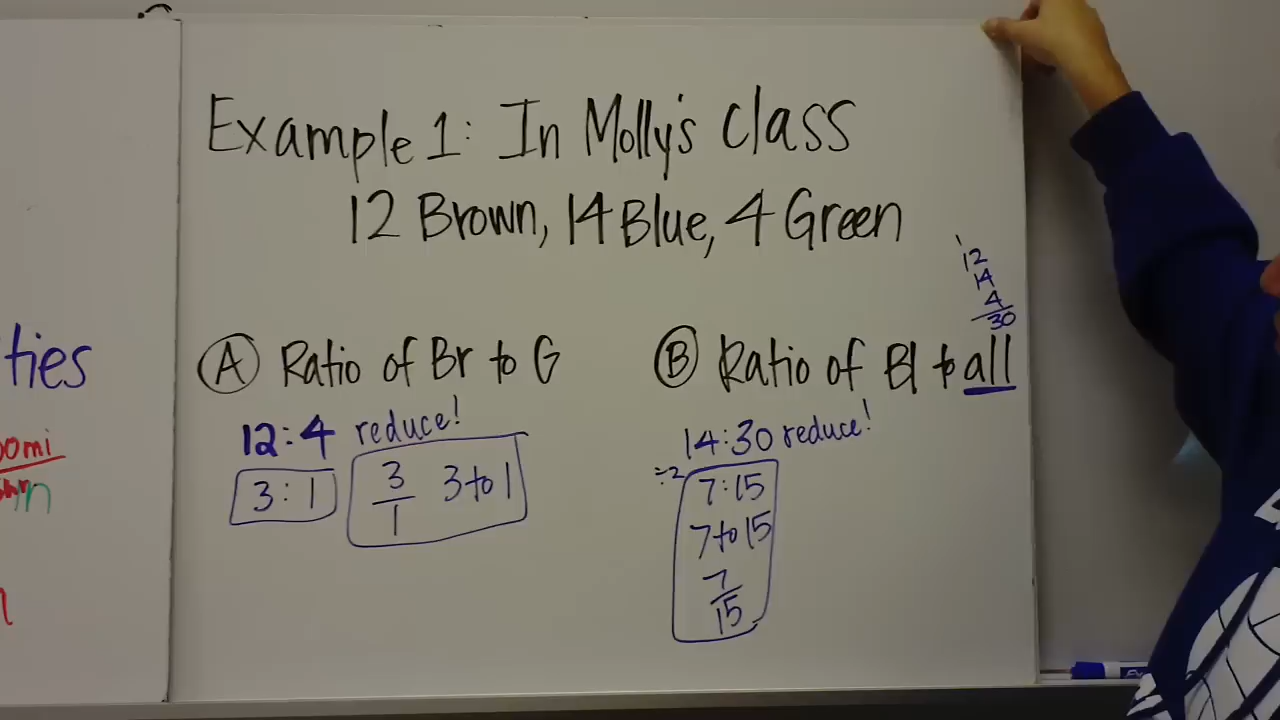 Example 1: In Molly's class
12 Brown, 14 Blue, 4 Green
12
14
4
30
ties
(A) Ratio of Br to G
12:4 reduce!
3:1
3/1 3 to 1
(B) Ratio of Bl to all
14:30 reduce!
÷2
7:15
7 to 15
7/15